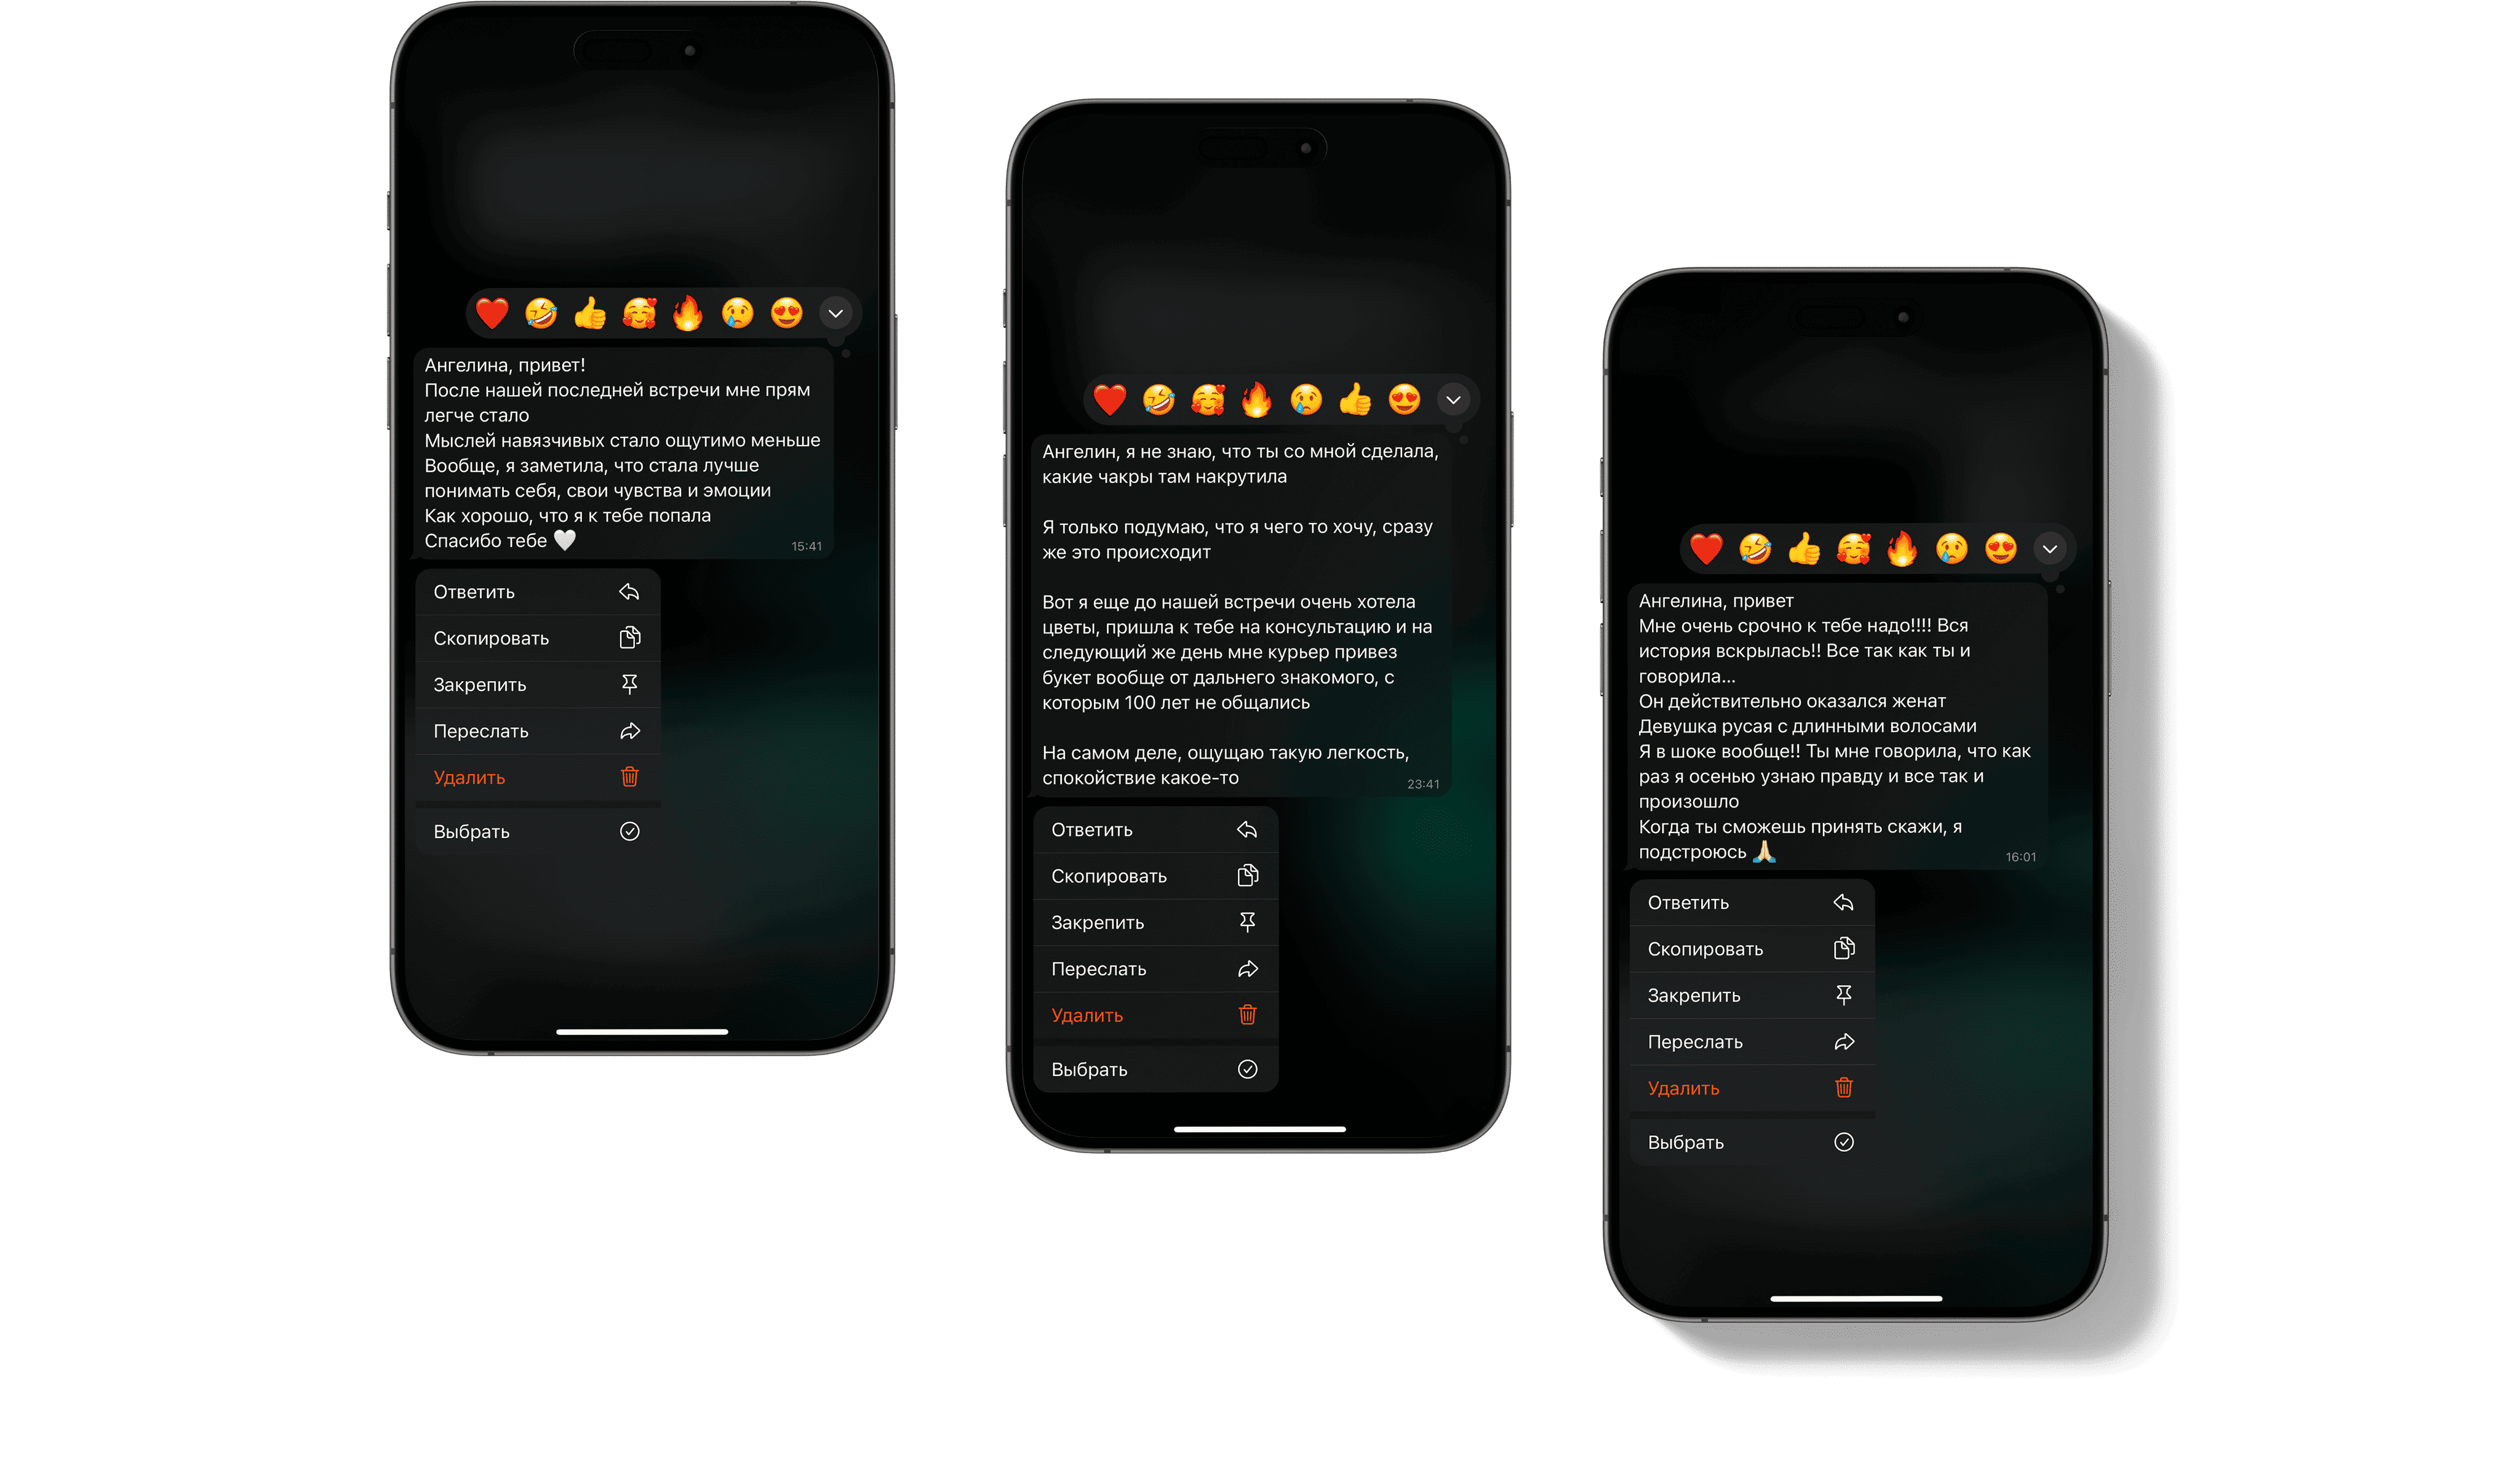 Ангелина, привет!
После нашей последней встречи мне прям
легче стало
Мыслей навязчивых стало ощутимо меньше
Вообще, я заметила, что стала лучше
понимать себя, свои чувства и эмоции
Как хорошо, что я к тебе попала
Спасибо тебе 🤍
15:41
Ответить
Скопировать
Закрепить
Переслать
Удалить
Выбрать
Ангелин, я не знаю, что ты со мной сделала,
какие чакры там накрутила
Я только подумаю, что я чего то хочу, сразу
же это происходит
Вот я еще до нашей встречи очень хотела
цветы, пришла к тебе на консультацию и на
следующий же день мне курьер привез
букет вообще от дальнего знакомого, с
которым 100 лет не общались
На самом деле, ощущаю такую легкость,
спокойствие какое-то
23:41
Ответить
Скопировать
Закрепить
Переслать
Удалить
Выбрать
Ангелина, привет
Мне очень срочно к тебе надо!!!! Вся
история вскрылась!! Все так как ты и
говорила...
Он действительно оказался женат
Девушка русая с длинными волосами
Я в шоке вообще!! Ты мне говорила, что как
раз я осенью узнаю правду и все так и
произошло
Когда ты сможешь принять скажи, я
подстроюсь 🙏🏻
16:01
Ответить
Скопировать
Закрепить
Переслать
Удалить
Выбрать